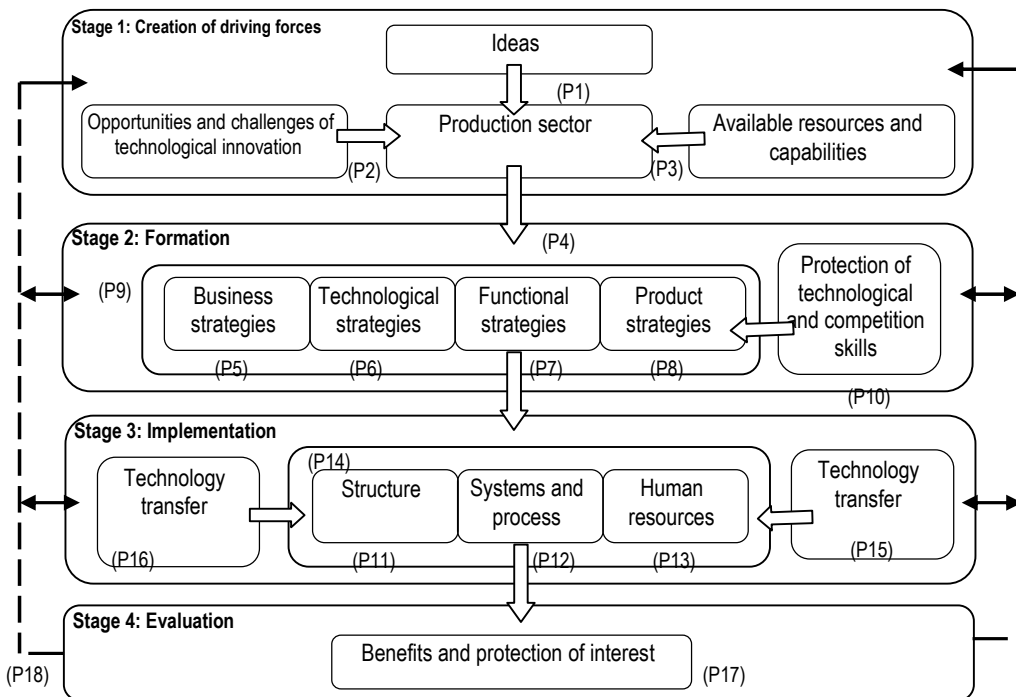 Stage 1: Creation of driving forces
Ideas
(P1)
Opportunities and challenges of
technological innovation
(P2)
Production sector
(P3)
Available resources and
capabilities
Stage 2: Formation
(P4)
(P9)
Business
strategies
(P5)
Technological
strategies
(P6)
Functional
strategies
(P7)
Product
strategies
(P8)
Protection of
technological
and competition
skills
(P10)
Stage 3: Implementation
Technology
transfer
(P16)
(P14)
Structure
(P11)
Systems and
process
(P12)
Human
resources
(P13)
Technology
transfer
(P15)
Stage 4: Evaluation
Benefits and protection of interest
(P17)
(P18)